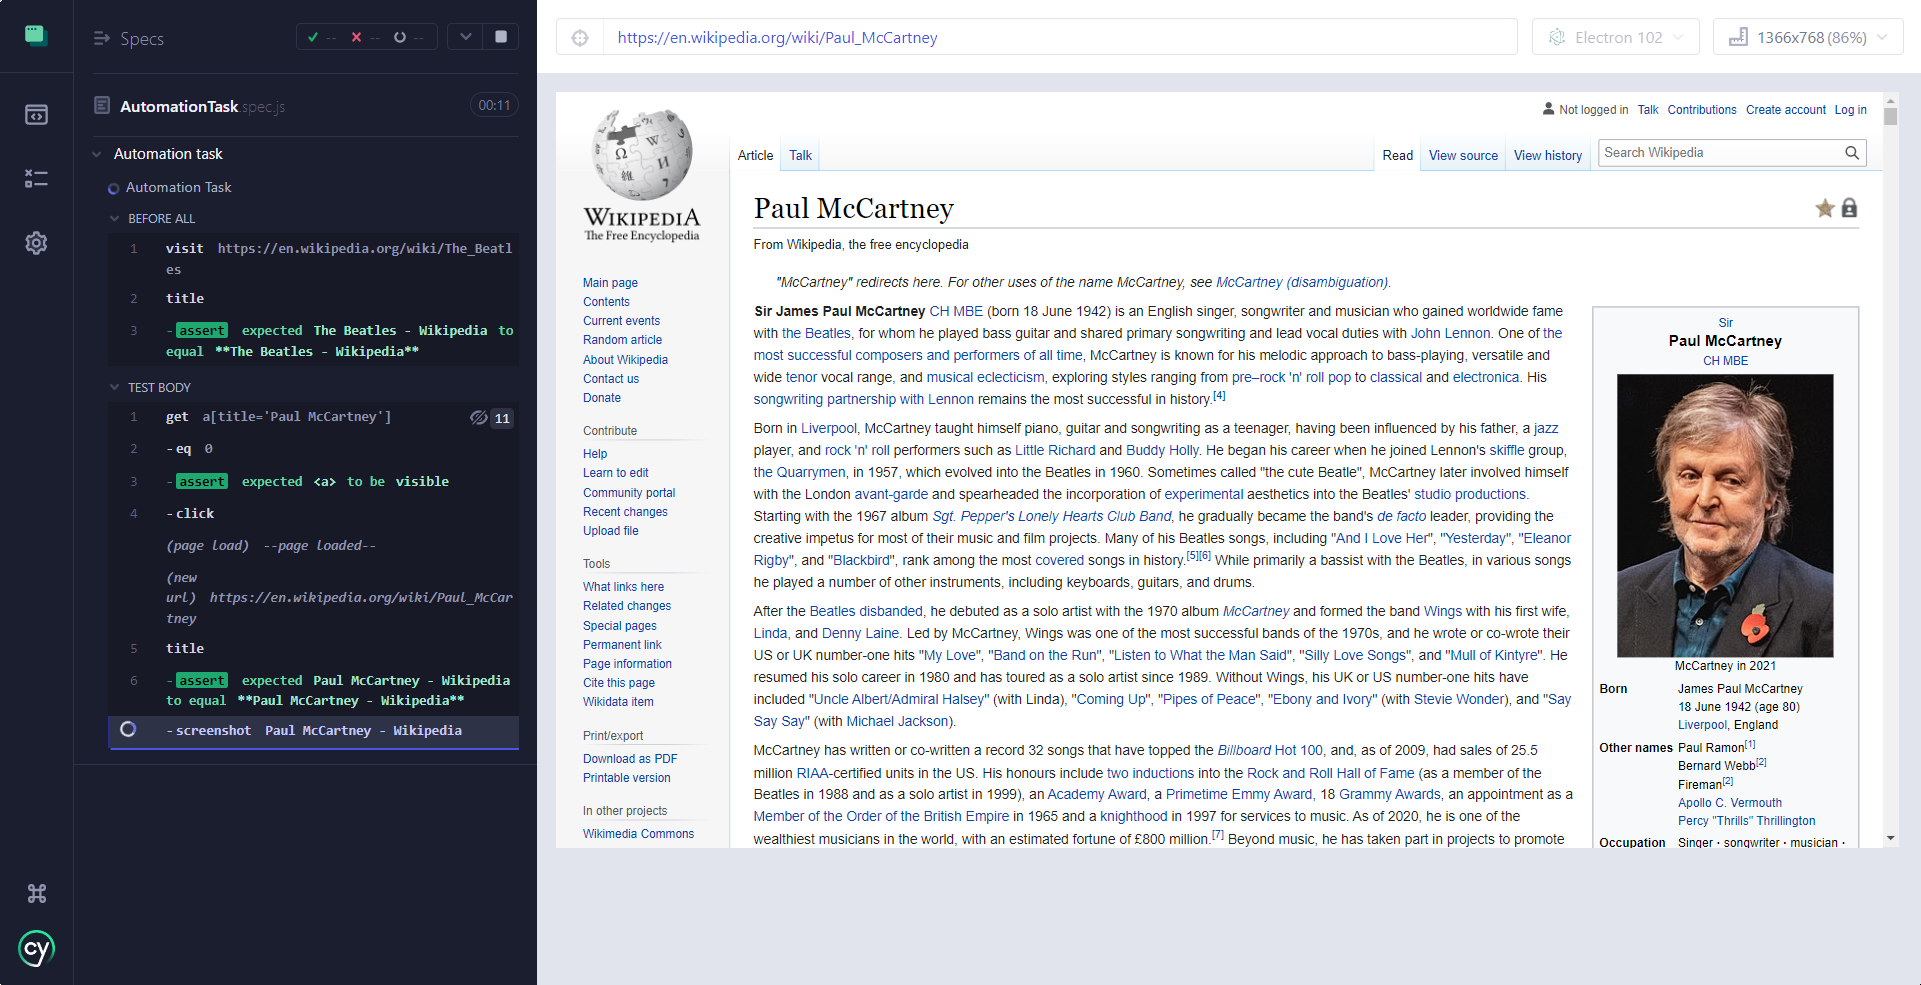 Specs
-- -- --
AutomationTask.spec.js
00:11
Automation task
Automation Task
BEFORE ALL
1 visit https://en.wikipedia.org/wiki/The_Beatl
es
2 title
3 -assert expected The Beatles - Wikipedia to
equal **The Beatles - Wikipedia**
TEST BODY
1 get a[title='Paul McCartney'] 11
2 -eq 0
3 -assert expected <a> to be visible
4 -click
(page load) --page loaded--
(new
url) https://en.wikipedia.org/wiki/Paul_McCar
tney
5 title
6 -assert expected Paul McCartney - Wikipedia
to equal **Paul McCartney - Wikipedia**
-screenshot Paul McCartney - Wikipedia
cy
https://en.wikipedia.org/wiki/Paul_McCartney
Electron 102
1366x768 (86%)
Not logged in Talk Contributions Create account Log in
WIKIPEDIA
The Free Encyclopedia
Article Talk
Read View source View history
Search Wikipedia
Main page
Contents
Current events
Random article
About Wikipedia
Contact us
Donate
Contribute
Help
Learn to edit
Community portal
Recent changes
Upload file
Tools
What links here
Related changes
Special pages
Permanent link
Page information
Cite this page
Wikidata item
Print/export
Download as PDF
Printable version
In other projects
Wikimedia Commons
Paul McCartney
From Wikipedia, the free encyclopedia
"McCartney" redirects here. For other uses of the name McCartney, see McCartney (disambiguation).
Sir James Paul McCartney CH MBE (born 18 June 1942) is an English singer, songwriter and musician who gained worldwide fame
with the Beatles, for whom he played bass guitar and shared primary songwriting and lead vocal duties with John Lennon. One of the
most successful composers and performers of all time, McCartney is known for his melodic approach to bass-playing, versatile and
wide tenor vocal range, and musical eclecticism, exploring styles ranging from pre–rock 'n' roll pop to classical and electronica. His
songwriting partnership with Lennon remains the most successful in history.[4]
Born in Liverpool, McCartney taught himself piano, guitar and songwriting as a teenager, having been influenced by his father, a jazz
player, and rock 'n' roll performers such as Little Richard and Buddy Holly. He began his career when he joined Lennon's skiffle group,
the Quarrymen, in 1957, which evolved into the Beatles in 1960. Sometimes called "the cute Beatle", McCartney later involved himself
with the London avant-garde and spearheaded the incorporation of experimental aesthetics into the Beatles' studio productions.
Starting with the 1967 album Sgt. Pepper's Lonely Hearts Club Band, he gradually became the band's de facto leader, providing the
creative impetus for most of their music and film projects. Many of his Beatles songs, including "And I Love Her", "Yesterday", "Eleanor
Rigby", and "Blackbird", rank among the most covered songs in history.[5][6] While primarily a bassist with the Beatles, in various songs
he played a number of other instruments, including keyboards, guitars, and drums.
After the Beatles disbanded, he debuted as a solo artist with the 1970 album McCartney and formed the band Wings with his first wife,
Linda, and Denny Laine. Led by McCartney, Wings was one of the most successful bands of the 1970s, and he wrote or co-wrote their
US or UK number-one hits "My Love", "Band on the Run", "Listen to What the Man Said", "Silly Love Songs", and "Mull of Kintyre". He
resumed his solo career in 1980 and has toured as a solo artist since 1989. Without Wings, his UK or US number-one hits have
included "Uncle Albert/Admiral Halsey" (with Linda), "Coming Up", "Pipes of Peace", "Ebony and Ivory" (with Stevie Wonder), and "Say
Say Say" (with Michael Jackson).
McCartney has written or co-written a record 32 songs that have topped the Billboard Hot 100, and, as of 2009, had sales of 25.5
million RIAA-certified units in the US. His honours include two inductions into the Rock and Roll Hall of Fame (as a member of the
Beatles in 1988 and as a solo artist in 1999), an Academy Award, a Primetime Emmy Award, 18 Grammy Awards, an appointment as a
Member of the Order of the British Empire in 1965 and a knighthood in 1997 for services to music. As of 2020, he is one of the
wealthiest musicians in the world, with an estimated fortune of £800 million.[7] Beyond music, he has taken part in projects to promote
Sir
Paul McCartney
CH MBE
McCartney in 2021
Born James Paul McCartney
18 June 1942 (age 80)
Liverpool, England
Other names Paul Ramon[1]
Bernard Webb[2]
Fireman[2]
Apollo C. Vermouth
Percy "Thrills" Thrillington
Occupation Singer · songwriter · musician ·